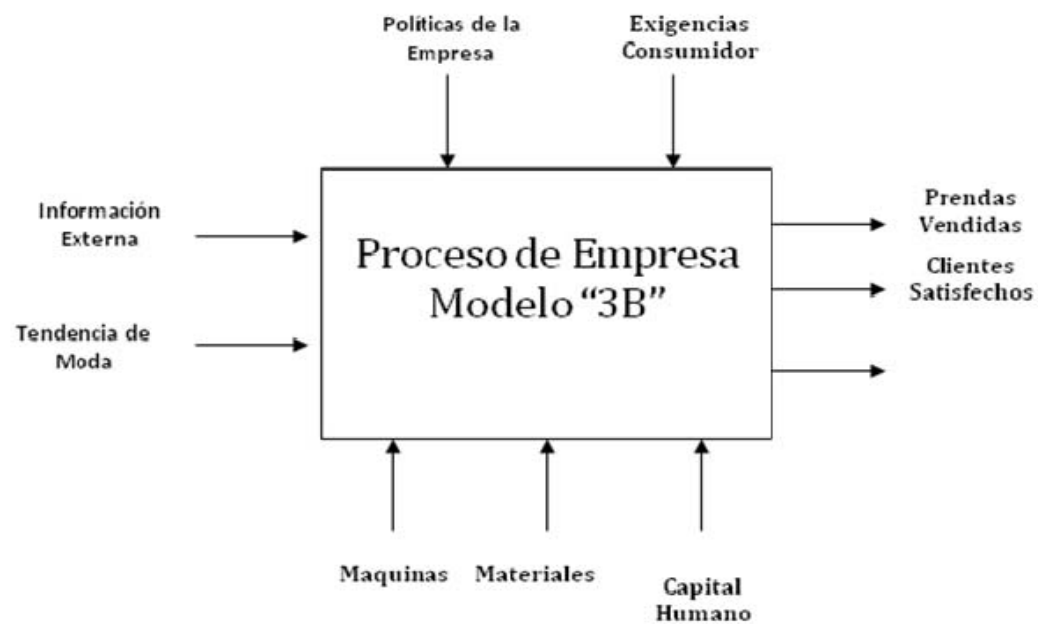 Políticas de la
Empresa
Exigencias
Consumidor
Información
Externa
Tendencia de
Moda
Proceso de Empresa
Modelo “3B”
Prendas
Vendidas
Clientes
Satisfechos
Maquinas
Materiales
Capital
Humano